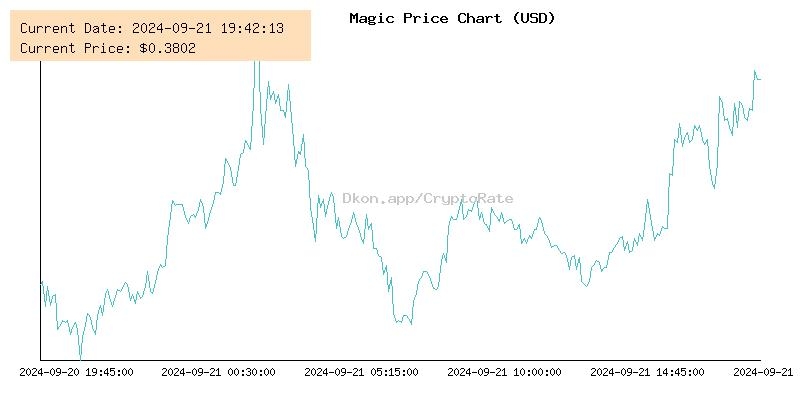 Magic Price Chart (USD)
Current Date: 2024-09-21 19:42:13
Current Price: $0.3802
Dkon.app/CryptoRate
2024-09-20 19:45:00 2024-09-21 00:30:00 2024-09-21 05:15:00 2024-09-21 10:00:00 2024-09-21 14:45:00 2024-09-21